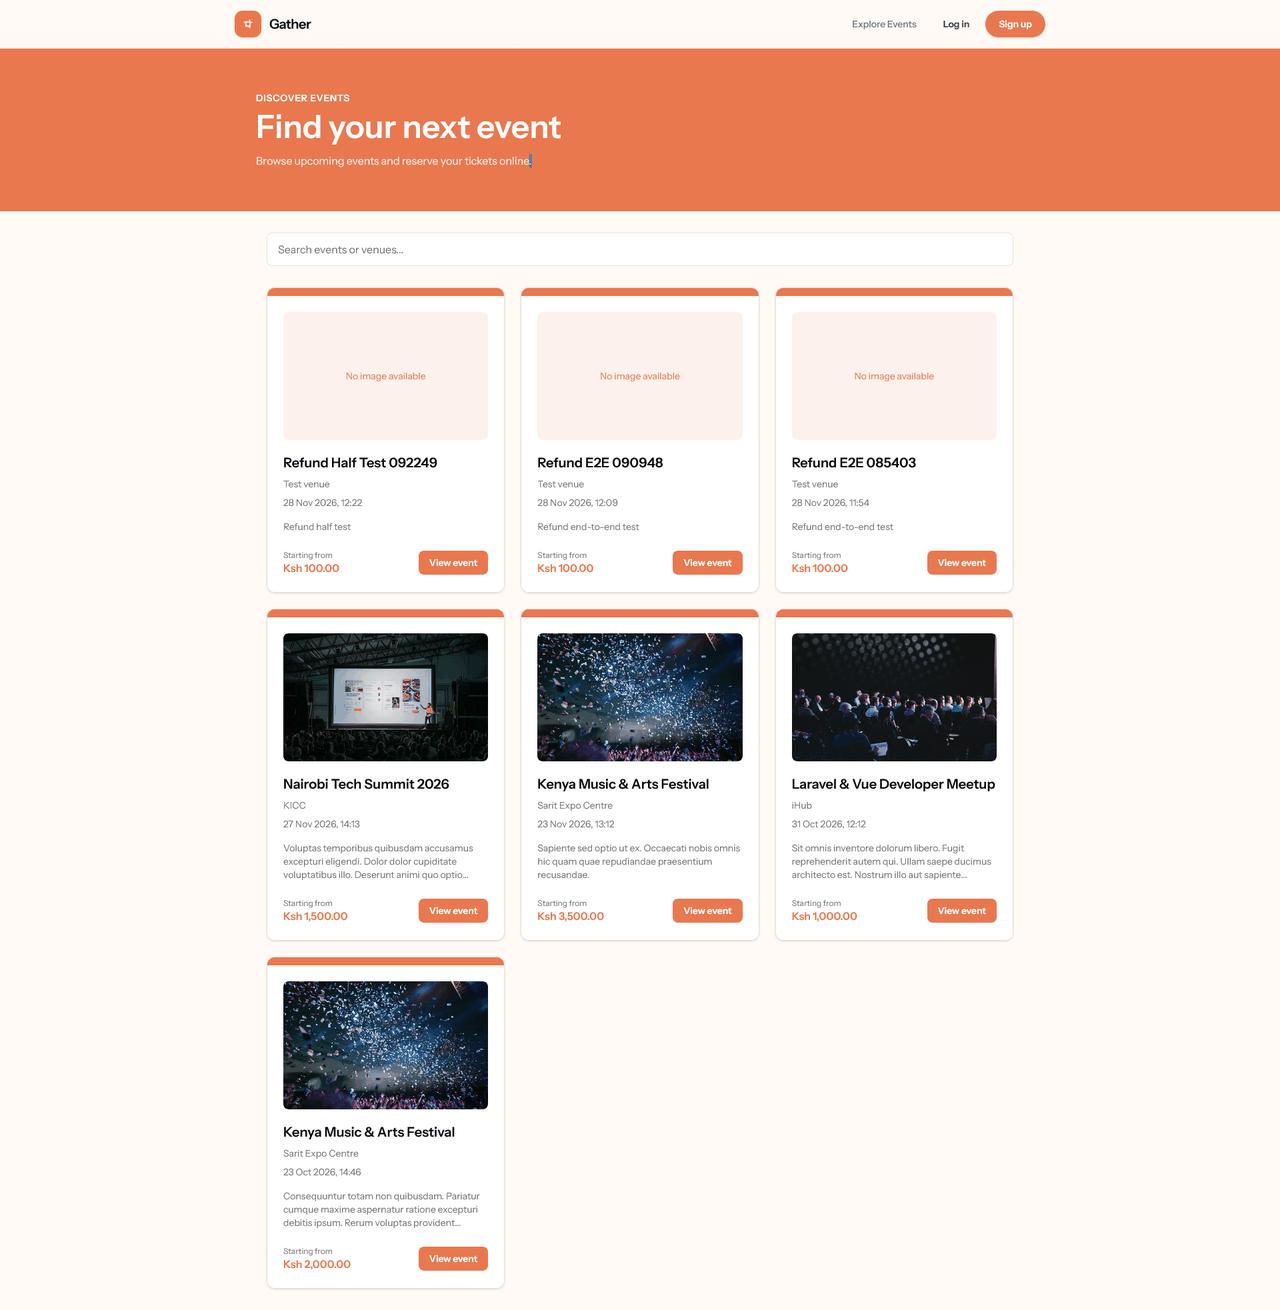 Gather
Explore Events
Log in
Sign up
DISCOVER EVENTS
Find your next event
Browse upcoming events and reserve your tickets online.
Search events or venues...
No image available
Refund Half Test 092249
Test venue
28 Nov 2026, 12:22
Refund half test
Starting from
Ksh 100.00
View event
No image available
Refund E2E 090948
Test venue
28 Nov 2026, 12:09
Refund end-to-end test
Starting from
Ksh 100.00
View event
No image available
Refund E2E 085403
Test venue
28 Nov 2026, 11:54
Refund end-to-end test
Starting from
Ksh 100.00
View event
Nairobi Tech Summit 2026
KICC
27 Nov 2026, 14:13
Voluptas temporibus quibusdam accusamus
excepturi eligendi. Dolor dolor cupiditate
voluptatibus illo. Deserunt animi quo optio...
Starting from
Ksh 1,500.00
View event
Kenya Music & Arts Festival
Sarit Expo Centre
23 Nov 2026, 13:12
Sapiente sed optio ut ex. Occaecati nobis omnis
hic quam quae repudiandae praesentium
recusandae.
Starting from
Ksh 3,500.00
View event
Laravel & Vue Developer Meetup
iHub
31 Oct 2026, 12:12
Sit omnis inventore dolorum libero. Fugit
reprehenderit autem qui. Ullam saepe ducimus
architecto est. Nostrum illo aut sapiente...
Starting from
Ksh 1,000.00
View event
Kenya Music & Arts Festival
Sarit Expo Centre
23 Oct 2026, 14:46
Consequuntur totam non quibusdam. Pariatur
cumque maxime aspernatur ratione excepturi
debitis ipsum. Rerum voluptas provident...
Starting from
Ksh 2,000.00
View event